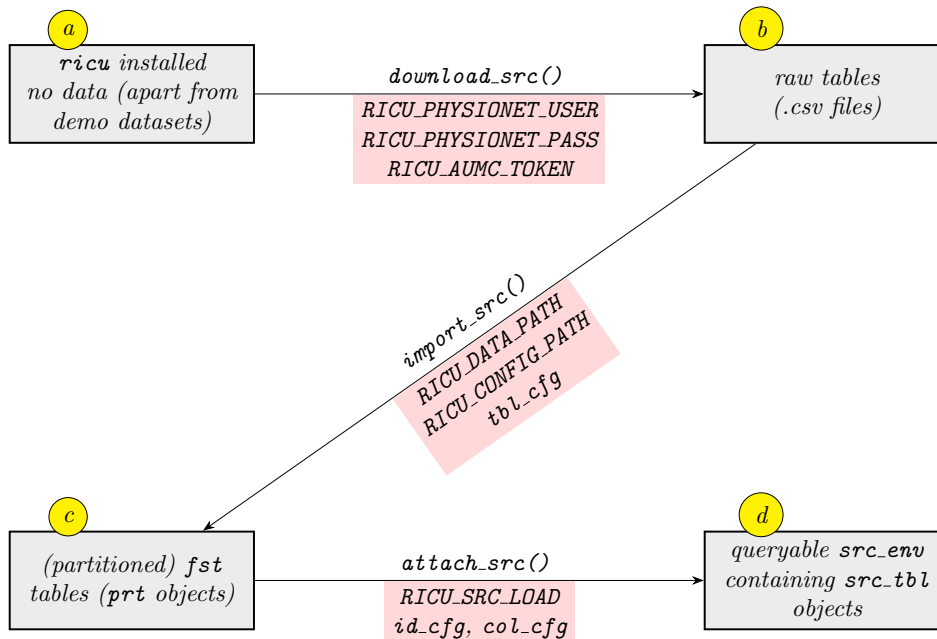 a
ricu installed
no data (apart from
demo datasets)
download_src()
RICU_PHYSIONET_USER
RICU_PHYSIONET_PASS
RICU_AUMC_TOKEN
b
raw tables
(.csv files)
import_src()
RICU_DATA_PATH
RICU_CONFIG_PATH
tbl_cfg
c
(partitioned) fst
tables (prt objects)
attach_src()
RICU_SRC_LOAD
id_cfg, col_cfg
d
queryable src_env
containing src_tbl
objects